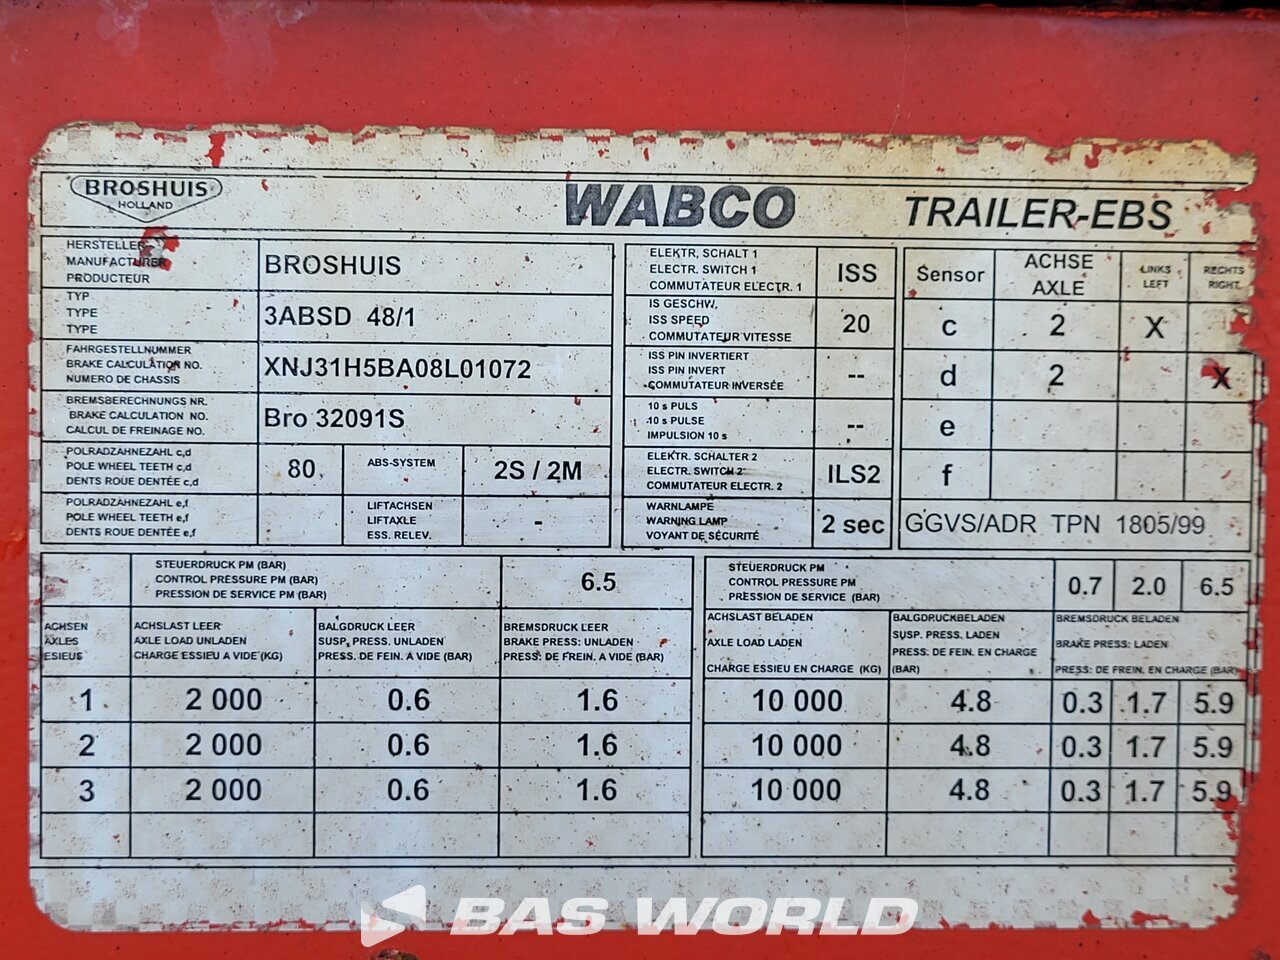 BROSHUIS
HOLLAND
WABCO
TRAILER-EBS
HERSTELLER
MANUFACTURER
PRODUCTEUR
BROSHUIS
TYP
TYPE
TYPE
3ABSD 48/1
FAHRGESTELLNUMMER
BRAKE CALCULATION NO.
NUMERO DE CHASSIS
XNJ31H5BA08L01072
BREMSBERECHNUNGS NR.
BRAKE CALCULATION NO.
CALCUL DE FREINAGE NO.
Bro 32091S
POLRADZAHNEZAHL c,d
POLE WHEEL TEETH c,d
DENTS ROUE DENTÉE c,d
80
ABS-SYSTEM
2S / 2M
POLRADZAHNEZAHL e,f
POLE WHEEL TEETH e,f
DENTS ROUE DENTÉE e,f
LIFTACHSEN
LIFTAXLE
ESS. RELEV.
-
ELEKTR, SCHALT 1
ELECTR. SWITCH 1
COMMUTATEUR ELECTR. 1
ISS
IS GESCHW.
ISS SPEED
COMMUTATEUR VITESSE
20
ISS PIN INVERTIERT
ISS PIN INVERT
COMMUTATEUR INVERSÉE
--
10 s PULS
10 s PULSE
IMPULSION 10 s
--
ELEKTR. SCHALTER 2
ELECTR. SWITCH 2
COMMUTATEUR ELECTR. 2
ILS2
WARNLAMPE
WARNING LAMP
VOYANT DE SÉCURITÉ
2 sec
Sensor
ACHSE
AXLE
LINKS
LEFT
RECHTS
RIGHT
c 2 X
d 2 X
e
f
GGVS/ADR TPN 1805/99
STEUERDRUCK PM (BAR)
CONTROL PRESSURE PM (BAR)
PRESSION DE SERVICE PM (BAR)
6.5
ACHSEN
AXLES
ESIEUS
ACHSLAST LEER
AXLE LOAD UNLADEN
CHARGE ESSIEU A VIDE (KG)
BALGDRUCK LEER
SUSP, PRESS. UNLADEN
PRESS. DE FEIN. A VIDE (BAR)
BREMSDRUCK LEER
BRAKE PRESS: UNLADEN
PRESS: DE FREIN. A VIDE (BAR)
1 2 000 0.6 1.6
2 2 000 0.6 1.6
3 2 000 0.6 1.6
STEUERDRUCK PM
CONTROL PRESSURE PM
PRESSION DE SERVICE (BAR)
0.7 2.0 6.5
ACHSLAST BELADEN
AXLE LOAD LADEN
CHARGE ESSIEU EN CHARGE (KG)
BALGDRUCKBELADEN
SUSP. PRESS. LADEN
PRESS: DE FEIN. EN CHARGE
(BAR)
BREMSDRUCK BELADEN
BRAKE PRESS: LADEN
PRESS: DE FREIN. EN CHARGE (BAR)
10 000 4.8 0.3 1.7 5.9
10 000 4.8 0.3 1.7 5.9
10 000 4.8 0.3 1.7 5.9
BAS WORLD